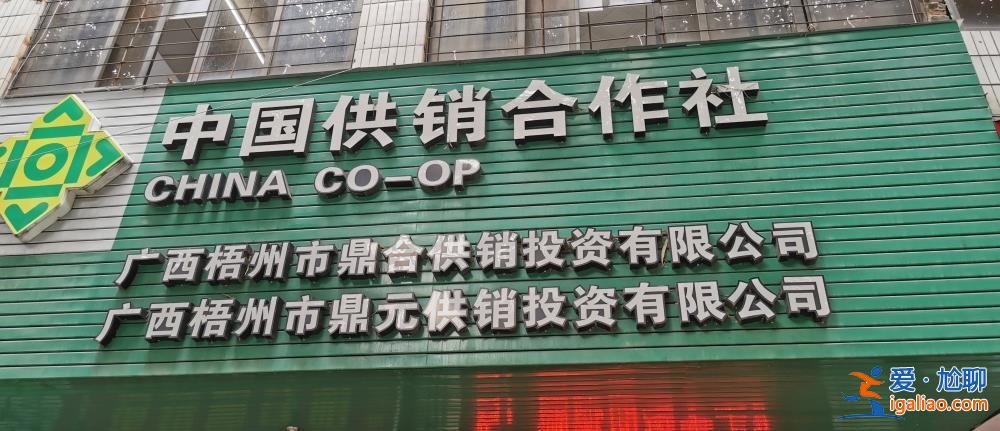 中国供销合作社
CHINA CO-OP
广西梧州市鼎合供销投资有限公司
广西梧州市鼎元供销投资有限公司
爱·尬聊
igaliao.com